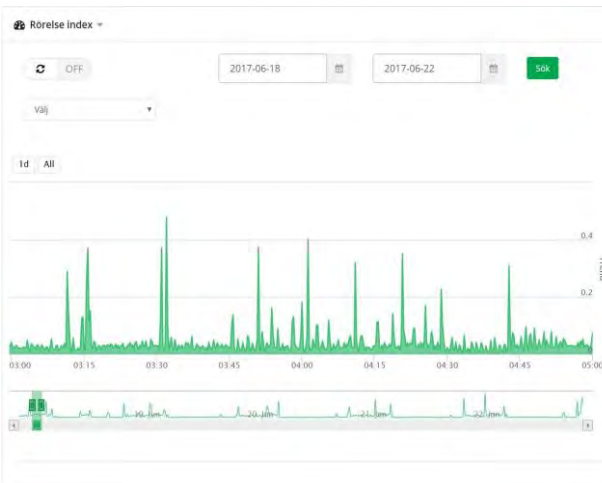 Rörelse index
OFF
2017-06-18
2017-06-22
Sök
Välj
1d All
0.4
0.2
03:00 03:15 03:30 03:45 04:00 04:15 04:30 04:45 05:00
19. Jun 20. Jun 21. Jun 22. Jun